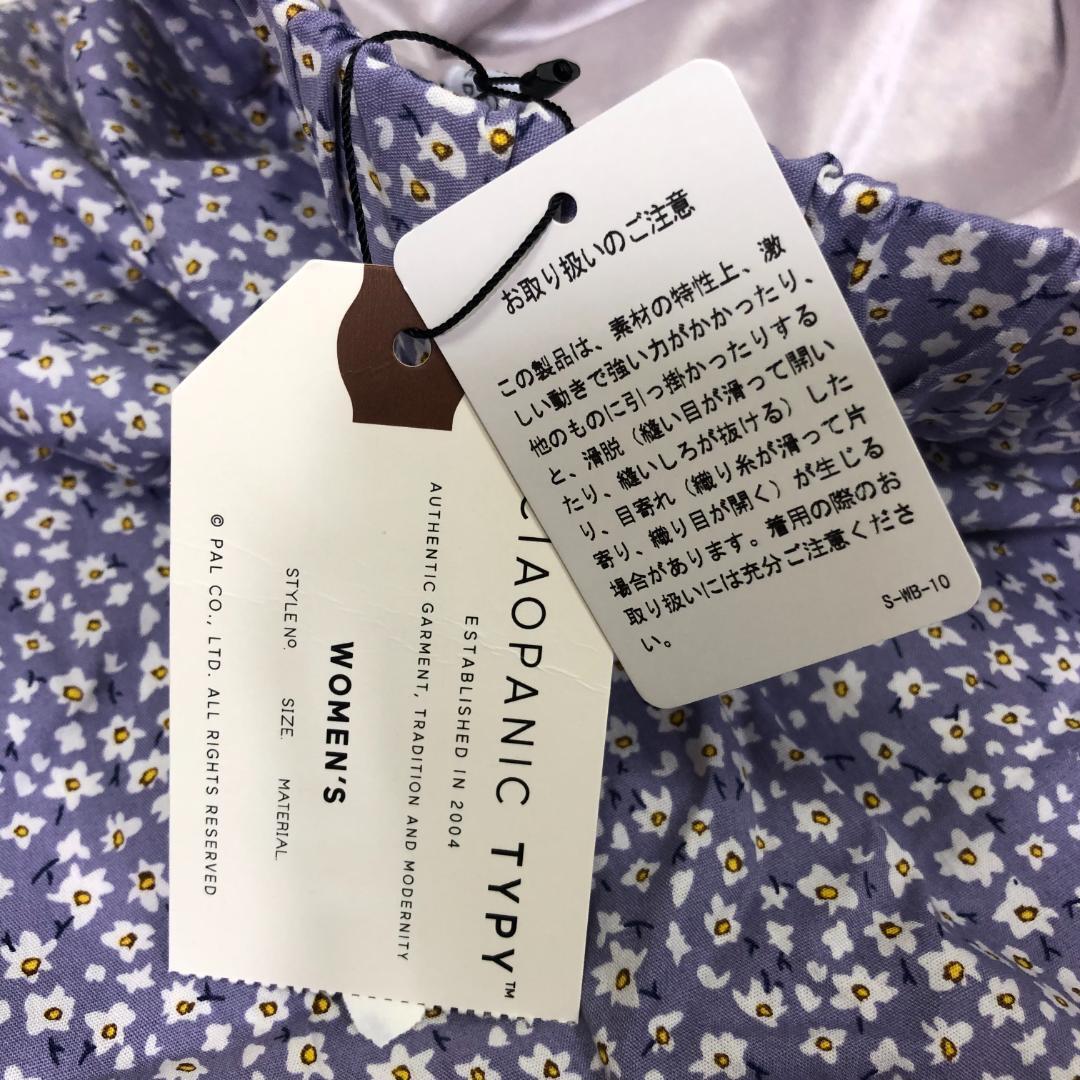 お取り扱いのご注意
この製品は、素材の特性上、激
しい動きで強い力がかかったり、
他のものに引っ掛かったりする
と、滑脱（縫い目が滑って開い
たり、縫いしろが抜ける）した
り、目寄れ（織り糸が滑って片
寄り、織り目が開く）が生じる
場合があります。着用の際のお
取り扱いには充分ご注意くださ
い。
S-WB-10
CIAOPANIC TYPY™
ESTABLISHED IN 2004
AUTHENTIC GARMENT, TRADITION AND MODERNITY
WOMEN'S
STYLE Nº. SIZE. MATERIAL.
© PAL CO., LTD. ALL RIGHTS RESERVED